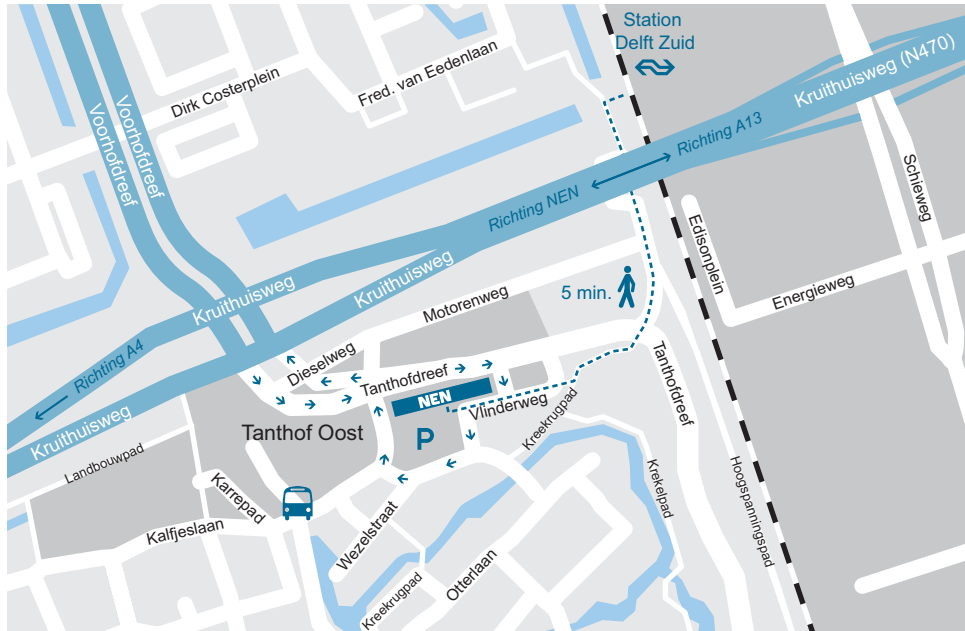 Station
Delft Zuid
Kruithuisweg (N470)
Fred. van Eedenlaan
Dirk Costerplein
Voorhofdreef
Voorhofdreef
Richting A13
Richting NEN
Schieweg
Edisonplein
Energieweg
Kruithuisweg
Kruithuisweg
Motorenweg
5 min.
Richting A4
Dieselweg
Tanthofdreef
Tanthofdreef
NEN
Vlinderweg
Kruithuisweg
Tanthof Oost
P
Kreekrugpad
Landbouwpad
Krekelpad
Hoogspanningspad
Karrepad
Kalfjeslaan
Wezelstraat
Otterlaan
Kreekrugpad